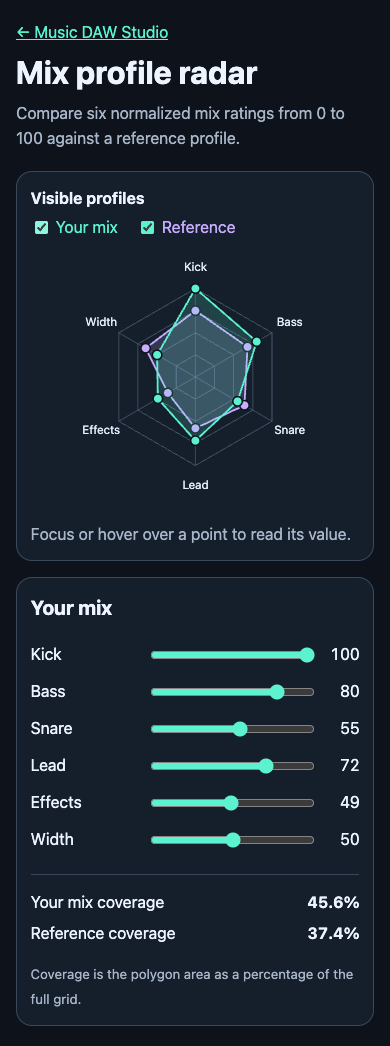 ← Music DAW Studio
Mix profile radar
Compare six normalized mix ratings from 0 to
100 against a reference profile.
Visible profiles
Your mix Reference
Kick
Width Bass
Effects Snare
Lead
Focus or hover over a point to read its value.
Your mix
Kick 100
Bass 80
Snare 55
Lead 72
Effects 49
Width 50
Your mix coverage 45.6%
Reference coverage 37.4%
Coverage is the polygon area as a percentage of the
full grid.